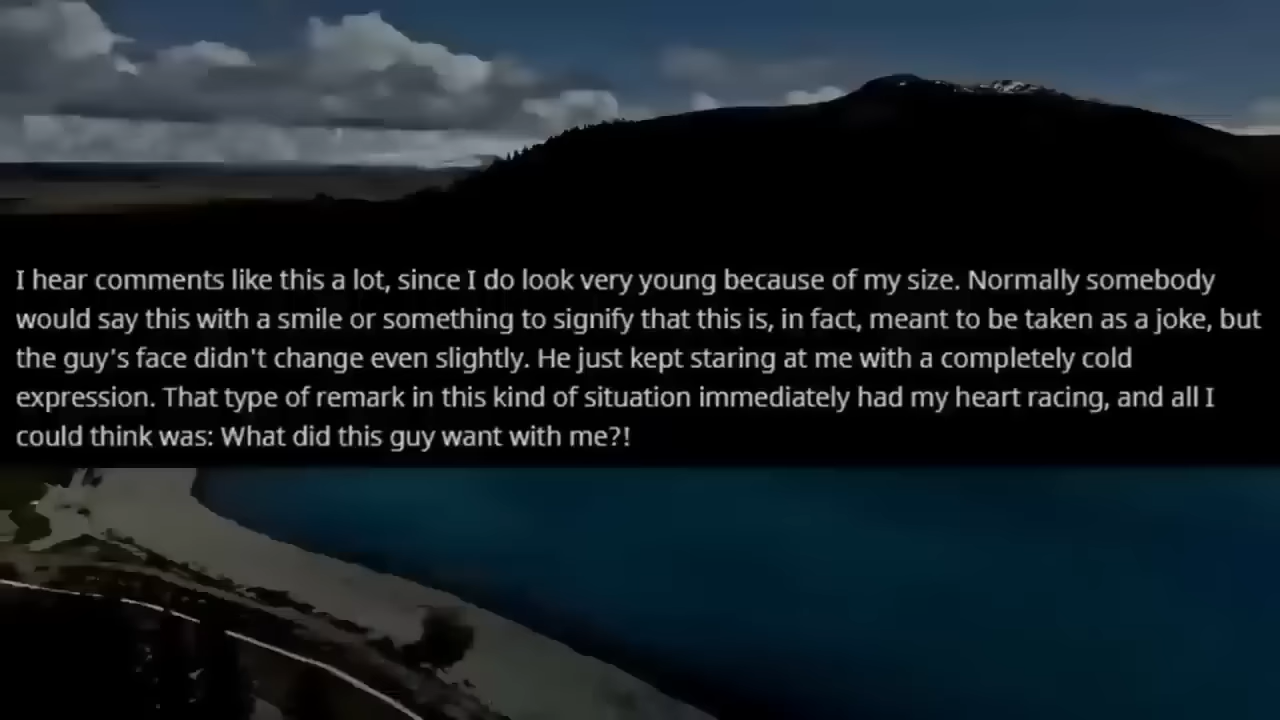 I hear comments like this a lot, since I do look very young because of my size. Normally somebody
would say this with a smile or something to signify that this is, in fact, meant to be taken as a joke, but
the guy's face didn't change even slightly. He just kept staring at me with a completely cold
expression. That type of remark in this kind of situation immediately had my heart racing, and all I
could think was: What did this guy want with me?!